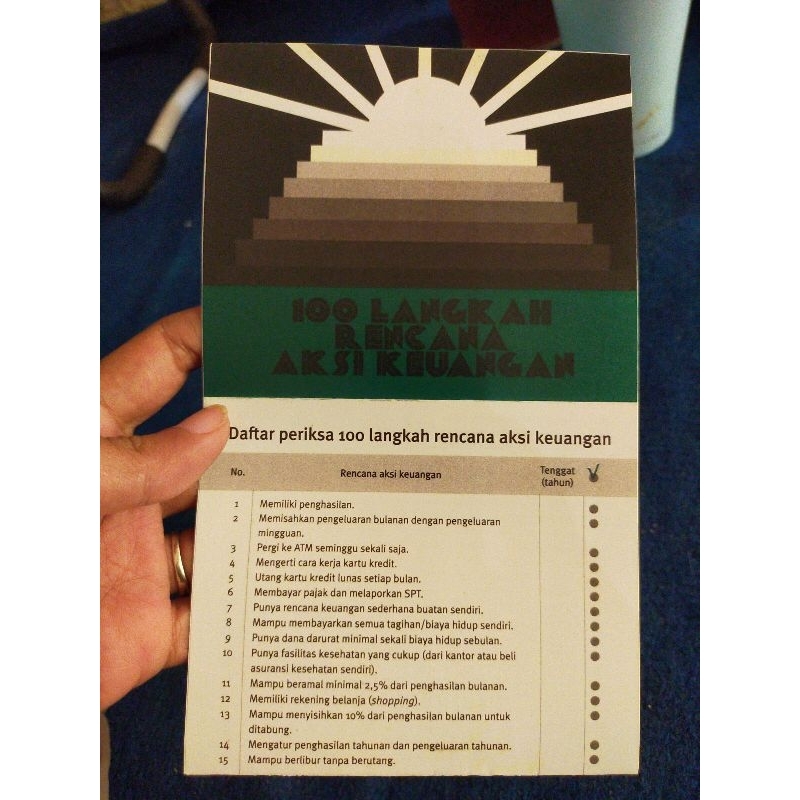 100 LANGKAH
RENCANA
AKSI KEUANGAN
Daftar periksa 100 langkah rencana aksi keuangan
No. Rencana aksi keuangan Tenggat (tahun) √
1 Memiliki penghasilan.
2 Memisahkan pengeluaran bulanan dengan pengeluaran
mingguan.
3 Pergi ke ATM seminggu sekali saja.
4 Mengerti cara kerja kartu kredit.
5 Utang kartu kredit lunas setiap bulan.
6 Membayar pajak dan melaporkan SPT.
7 Punya rencana keuangan sederhana buatan sendiri.
8 Mampu membayarkan semua tagihan/biaya hidup sendiri.
9 Punya dana darurat minimal sekali biaya hidup sebulan.
10 Punya fasilitas kesehatan yang cukup (dari kantor atau beli
asuransi kesehatan sendiri).
11 Mampu beramal minimal 2,5% dari penghasilan bulanan.
12 Memiliki rekening belanja (shopping).
13 Mampu menyisihkan 10% dari penghasilan bulanan untuk
ditabung.
14 Mengatur penghasilan tahunan dan pengeluaran tahunan.
15 Mampu berlibur tanpa berutang.